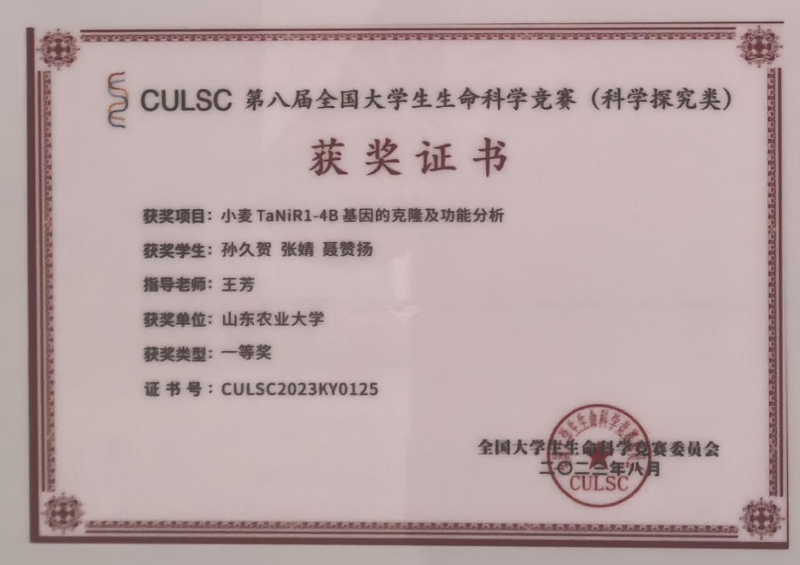 CULSC 第八届全国大学生生命科学竞赛（科学探究类）
获奖证书
获奖项目：小麦 TaNiR1-4B 基因的克隆及功能分析
获奖学生：孙久贺 张婧 聂赞扬
指导老师：王芳
获奖单位：山东农业大学
获奖类型：一等奖
证 书 号：CULSC2023KY0125
全国大学生生命科学竞赛委员会
二〇二三年八月
CULSC